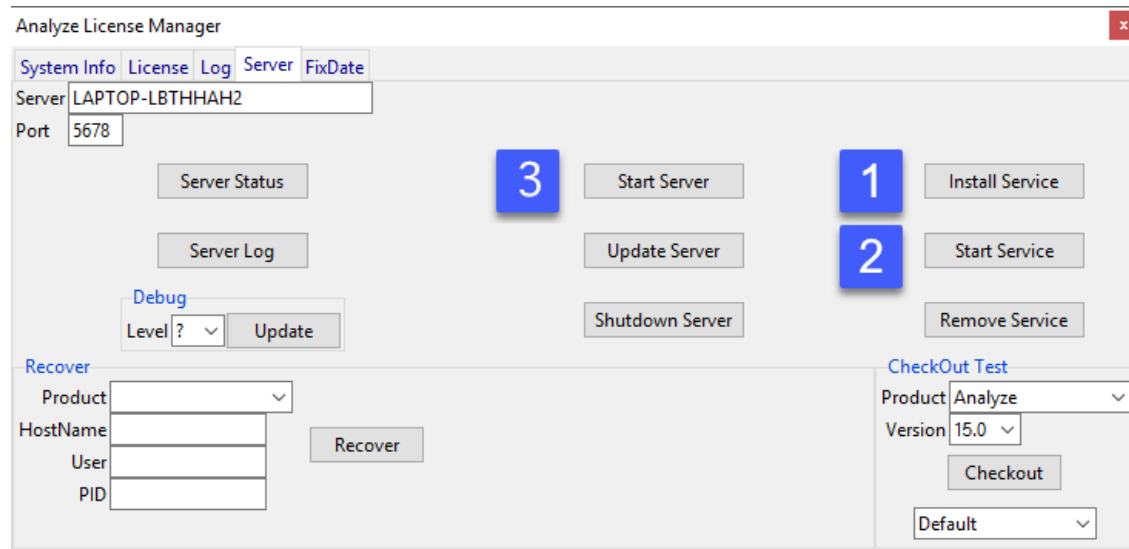 Analyze License Manager
x
System Info License Log Server FixDate
Server LAPTOP-LBTHHAH2
Port 5678
Server Status 3 Start Server 1 Install Service
Server Log Update Server 2 Start Service
Debug
Level ? Update Shutdown Server Remove Service
Recover CheckOut Test
Product Product Analyze
HostName Version 15.0
Recover
User
Checkout
PID
Default